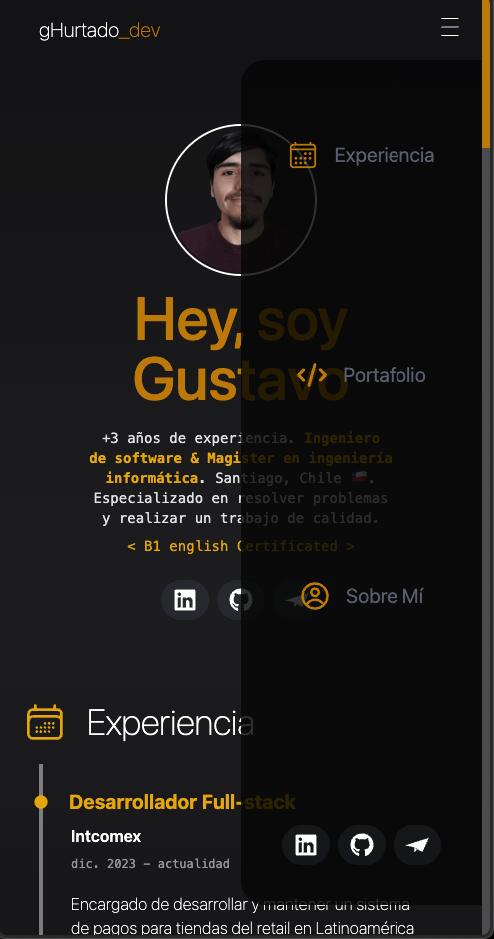 gHurtado_dev
Experiencia
Hey, soy
Gustavo
Portafolio
+3 años de experiencia. Ingeniero
de software & Magister en ingeniería
informática. Santiago, Chile 🇨🇱.
Especializado en resolver problemas
y realizar un trabajo de calidad.
< B1 english Certificated >
Sobre Mí
Experiencia
Desarrollador Full-stack
Intcomex
dic. 2023 - actualidad
Encargado de desarrollar y mantener un sistema
de pagos para tiendas del retail en Latinoamérica